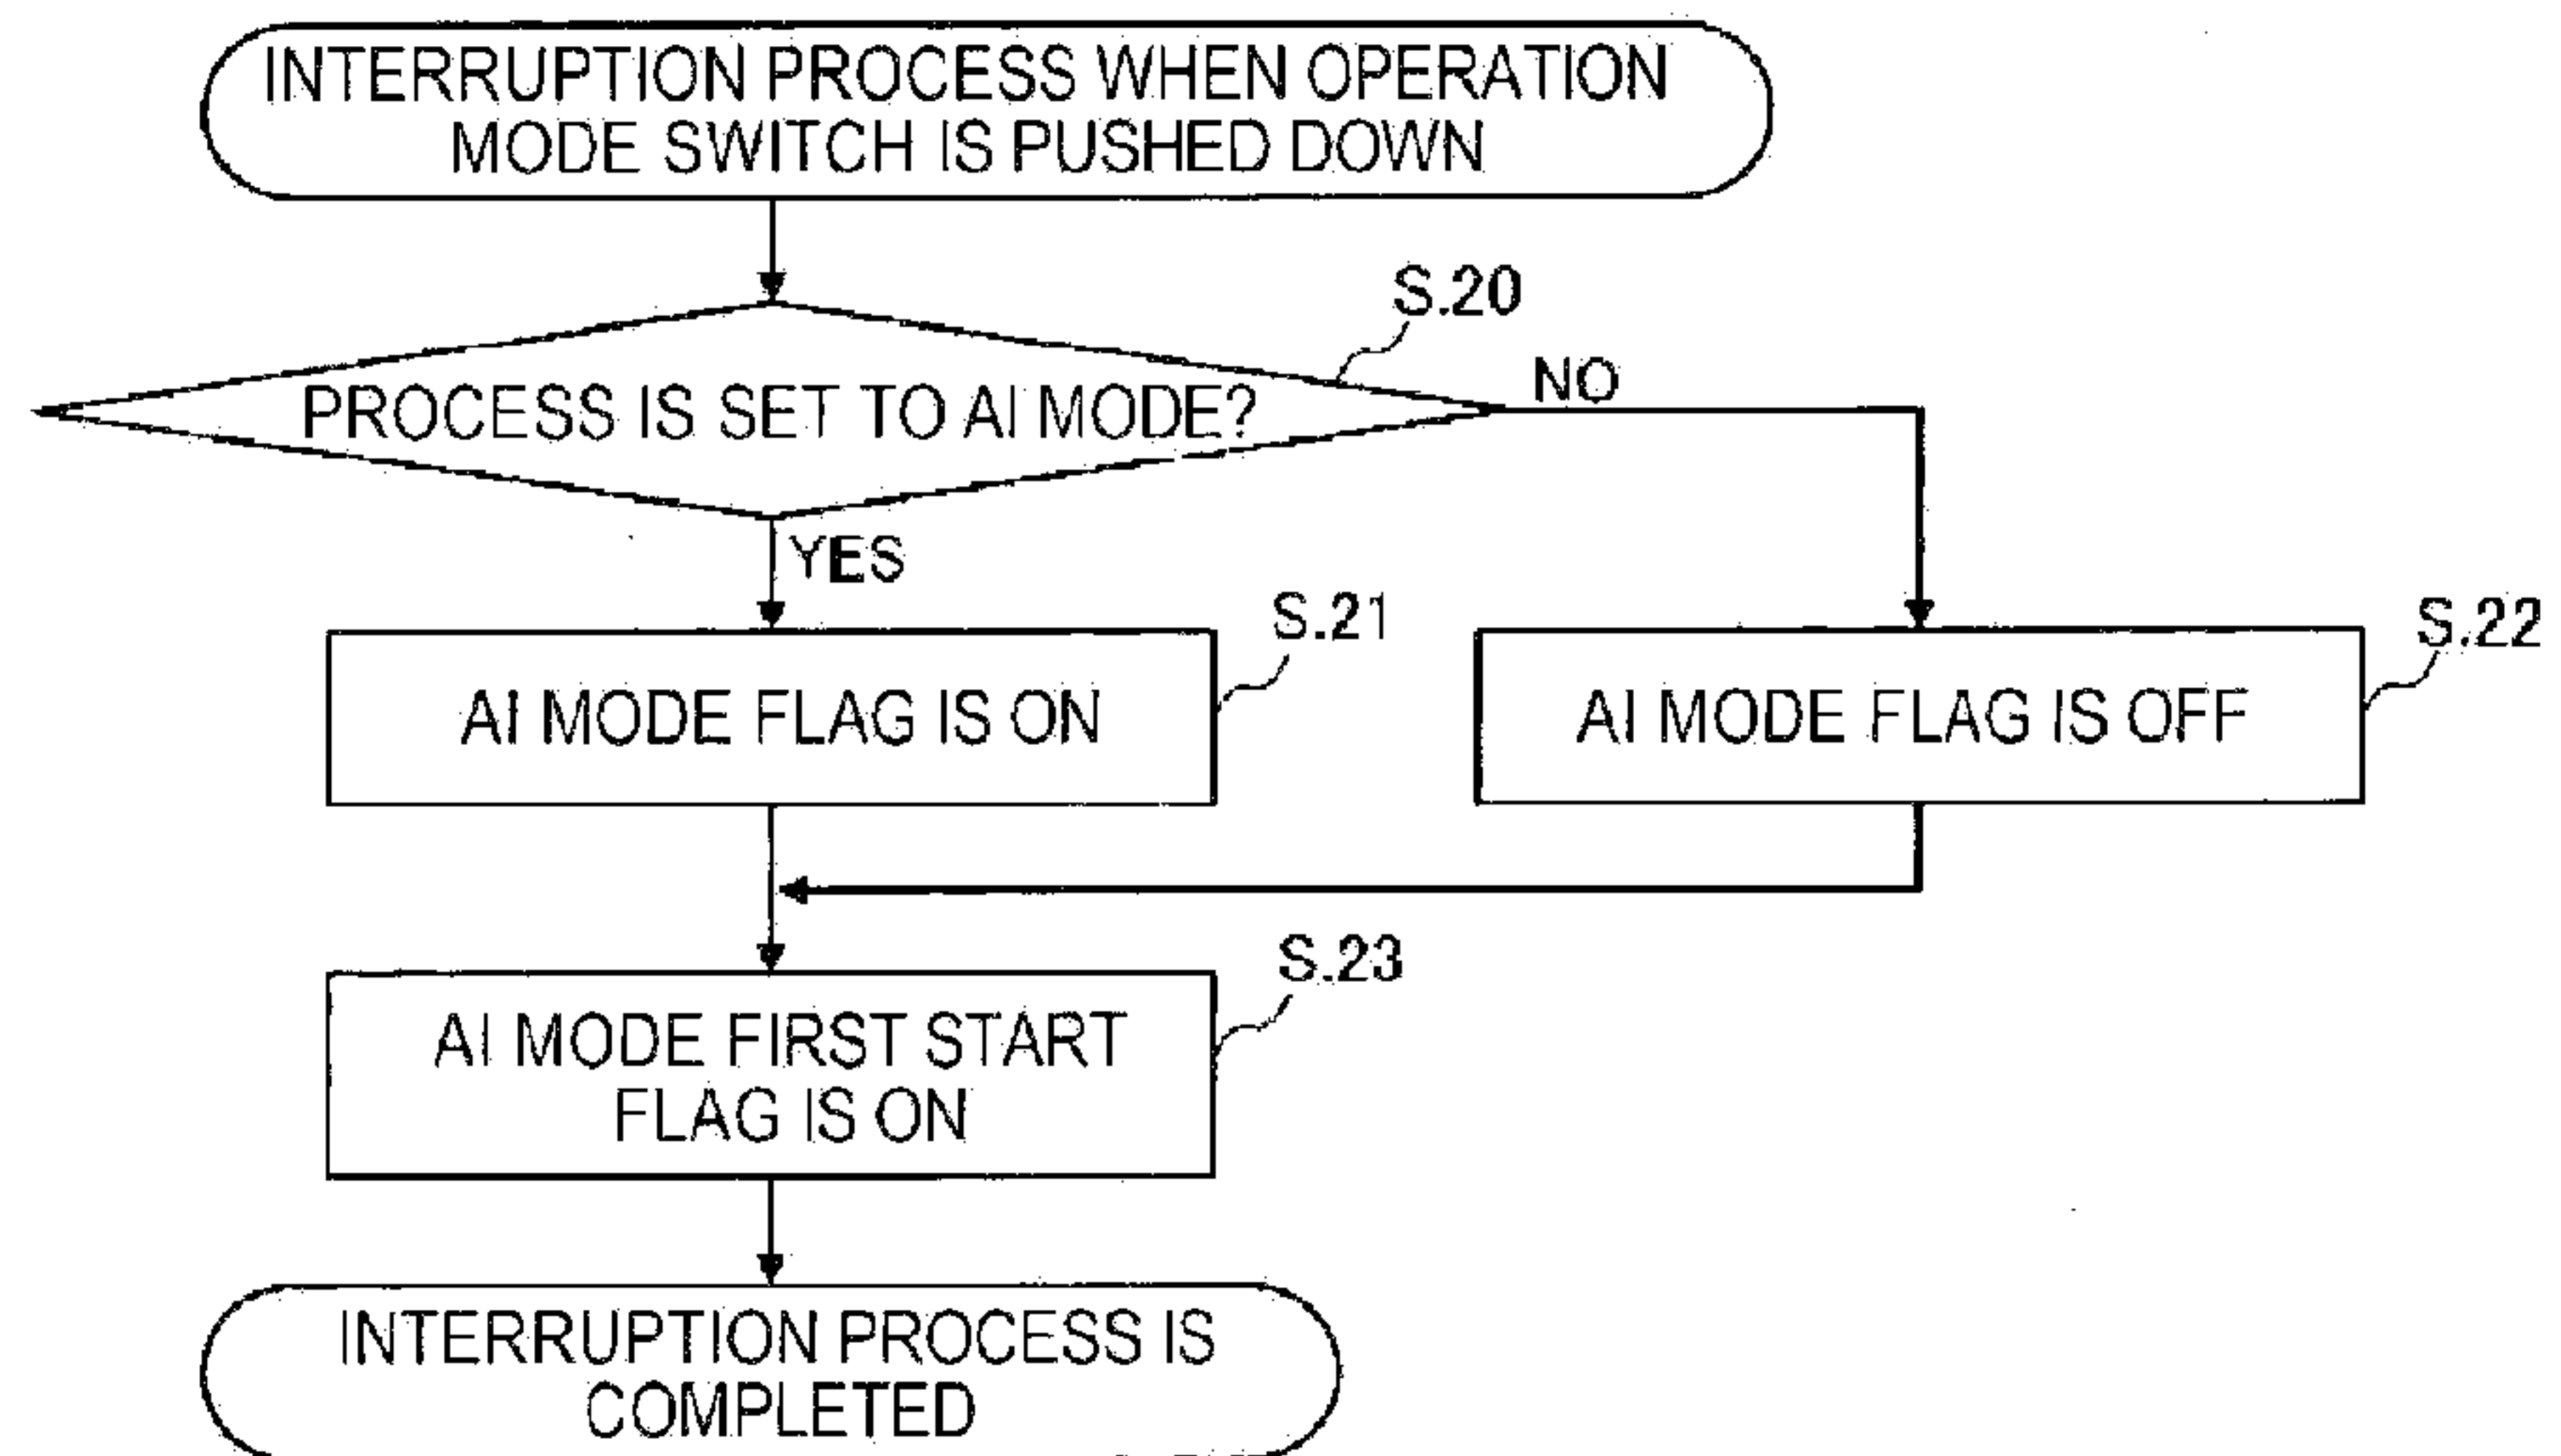 INTERRUPTION PROCESS WHEN OPERATION
MODE SWITCH IS PUSHED DOWN
S.20
PROCESS IS SET TO AI MODE?
NO
YES
S.21
S.22
AI MODE FLAG IS ON
AI MODE FLAG IS OFF
S.23
AI MODE FIRST START
FLAG IS ON
INTERRUPTION PROCESS IS
COMPLETED